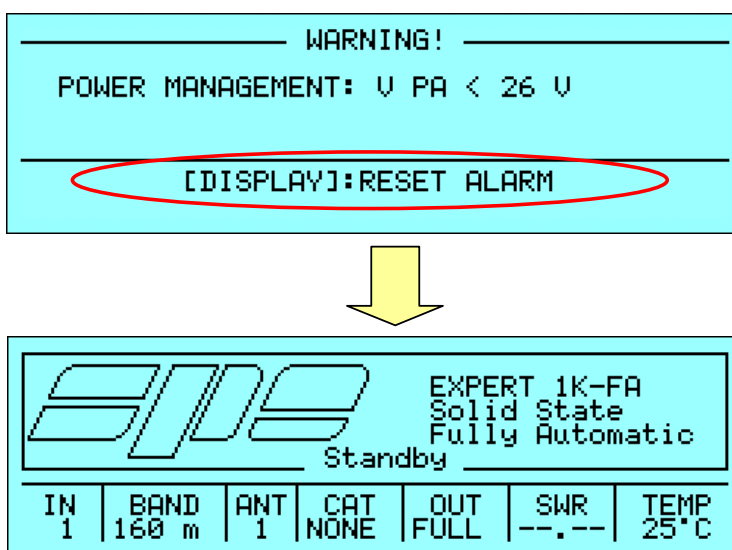 WARNING!
POWER MANAGEMENT: V PA < 26 V
[DISPLAY]:RESET ALARM
spe
EXPERT 1K-FA
Solid State
Fully Automatic
Standby
IN BAND ANT CAT OUT SWR TEMP
1 160 m 1 NONE FULL --.-- 25°C